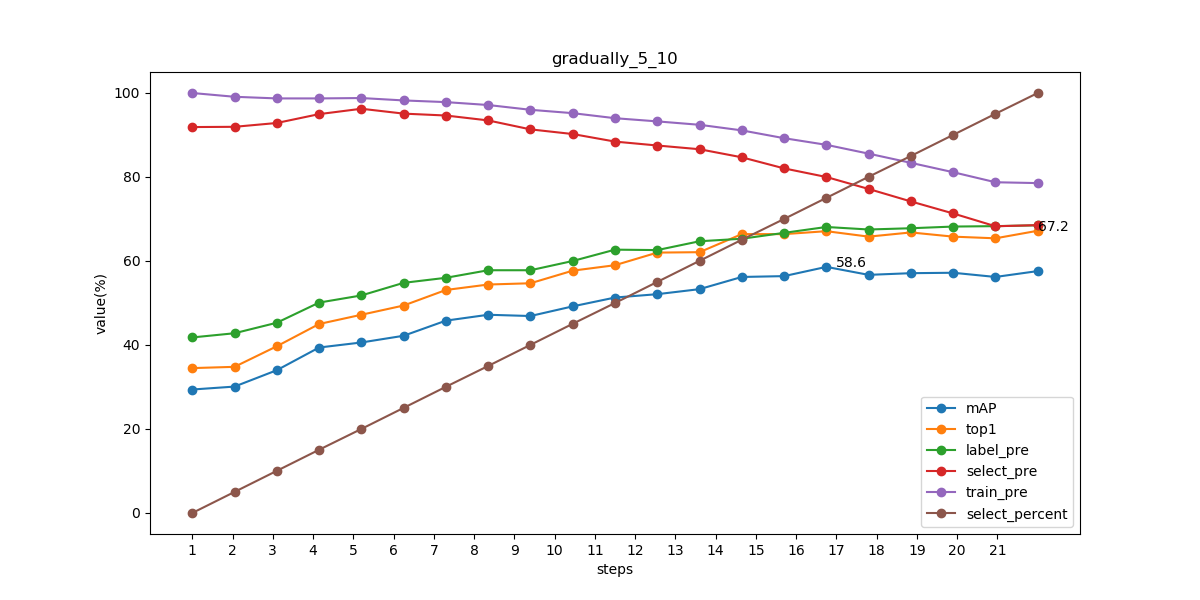 gradually_5_10
100
80
60
40
20
0
value(%)
67.2
58.6
mAP
top1
label_pre
select_pre
train_pre
select_percent
1 2 3 4 5 6 7 8 9 10 11 12 13 14 15 16 17 18 19 20 21
steps